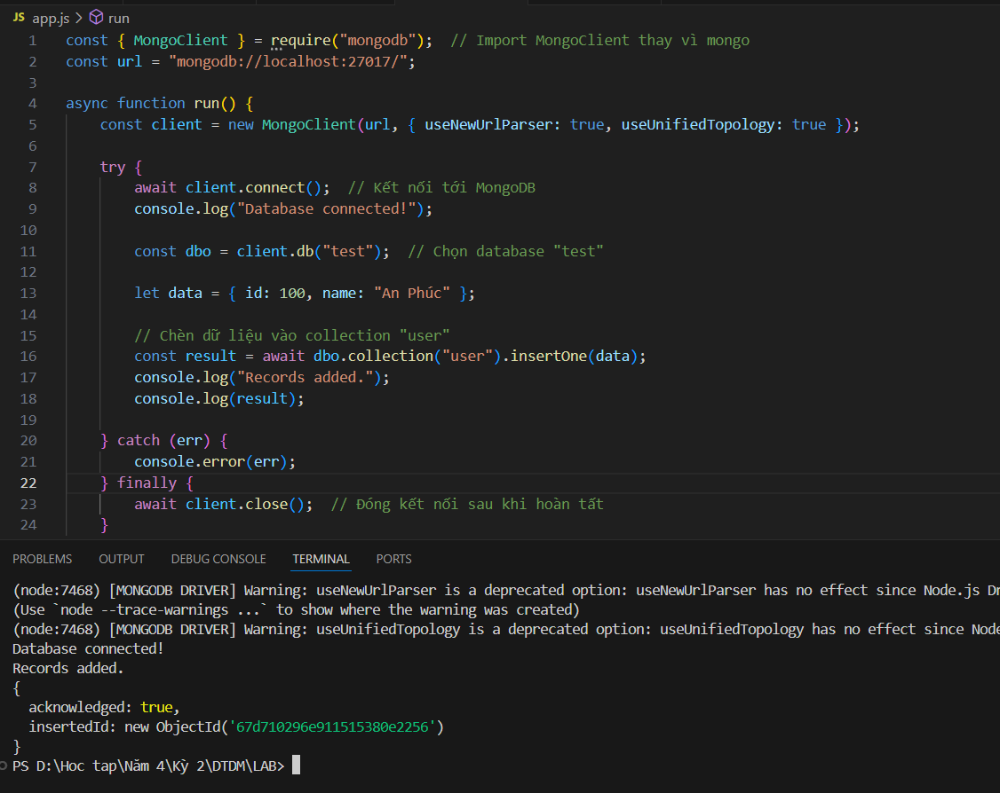 JS app.js > run
1 const { MongoClient } = require("mongodb"); // Import MongoClient thay vì mongo
2 const url = "mongodb://localhost:27017/";
3
4 async function run() {
5 const client = new MongoClient(url, { useNewUrlParser: true, useUnifiedTopology: true });
6
7 try {
8 await client.connect(); // Kết nối tới MongoDB
9 console.log("Database connected!");
10
11 const dbo = client.db("test"); // Chọn database "test"
12
13 let data = { id: 100, name: "An Phúc" };
14
15 // Chèn dữ liệu vào collection "user"
16 const result = await dbo.collection("user").insertOne(data);
17 console.log("Records added.");
18 console.log(result);
19
20 } catch (err) {
21 console.error(err);
22 } finally {
23 await client.close(); // Đóng kết nối sau khi hoàn tất
24 }
PROBLEMS OUTPUT DEBUG CONSOLE TERMINAL PORTS
(node:7468) [MONGODB DRIVER] Warning: useNewUrlParser is a deprecated option: useNewUrlParser has no effect since Node.js Dr
(Use `node --trace-warnings ...` to show where the warning was created)
(node:7468) [MONGODB DRIVER] Warning: useUnifiedTopology is a deprecated option: useUnifiedTopology has no effect since Node
Database connected!
Records added.
{
acknowledged: true,
insertedId: new ObjectId('67d710296e911515380e2256')
}
PS D:\Hoc tap\Năm 4\Kỳ 2\DTDM\LAB>